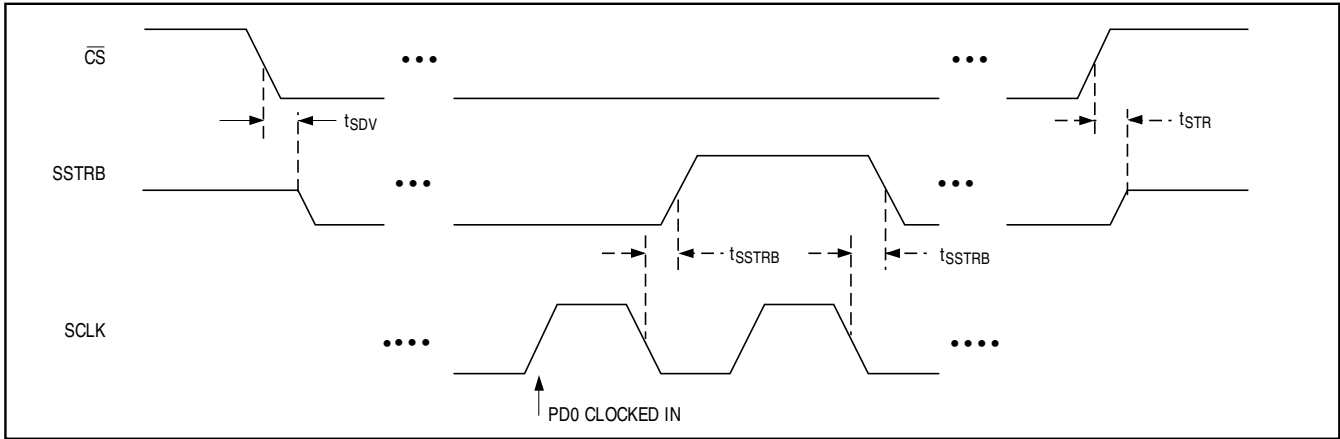 CS
tSDV
tSTR
SSTRB
tSSTRB
tSSTRB
SCLK
PD0 CLOCKED IN